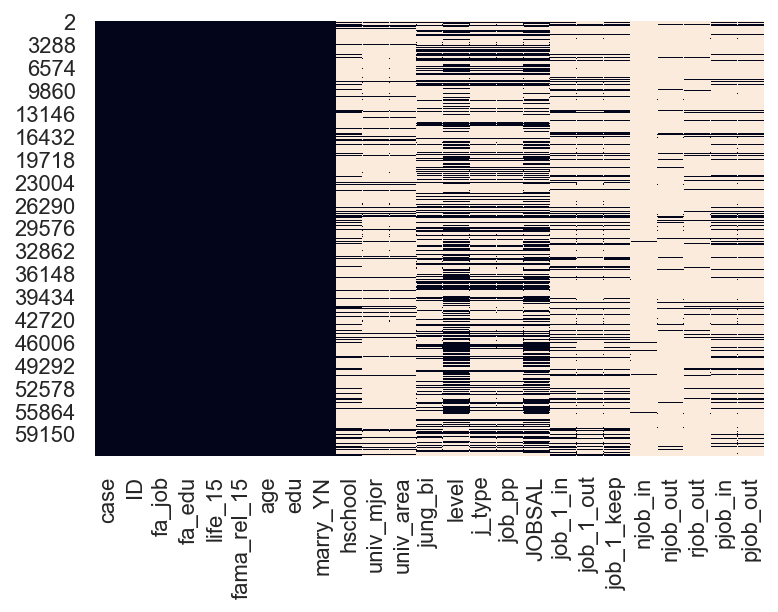 2
3288
6574
9860
13146
16432
19718
23004
26290
29576
32862
36148
39434
42720
46006
49292
52578
55864
59150
case
ID
fa_job
fa_edu
life_15
fama_rel_15
age
edu
marry_YN
hschool
univ_mjor
univ_area
jung_bi
level
j_type
job_pp
JOBSAL
job_1_in
job_1_out
job_1_keep
njob_in
njob_out
rjob_out
pjob_in
pjob_out